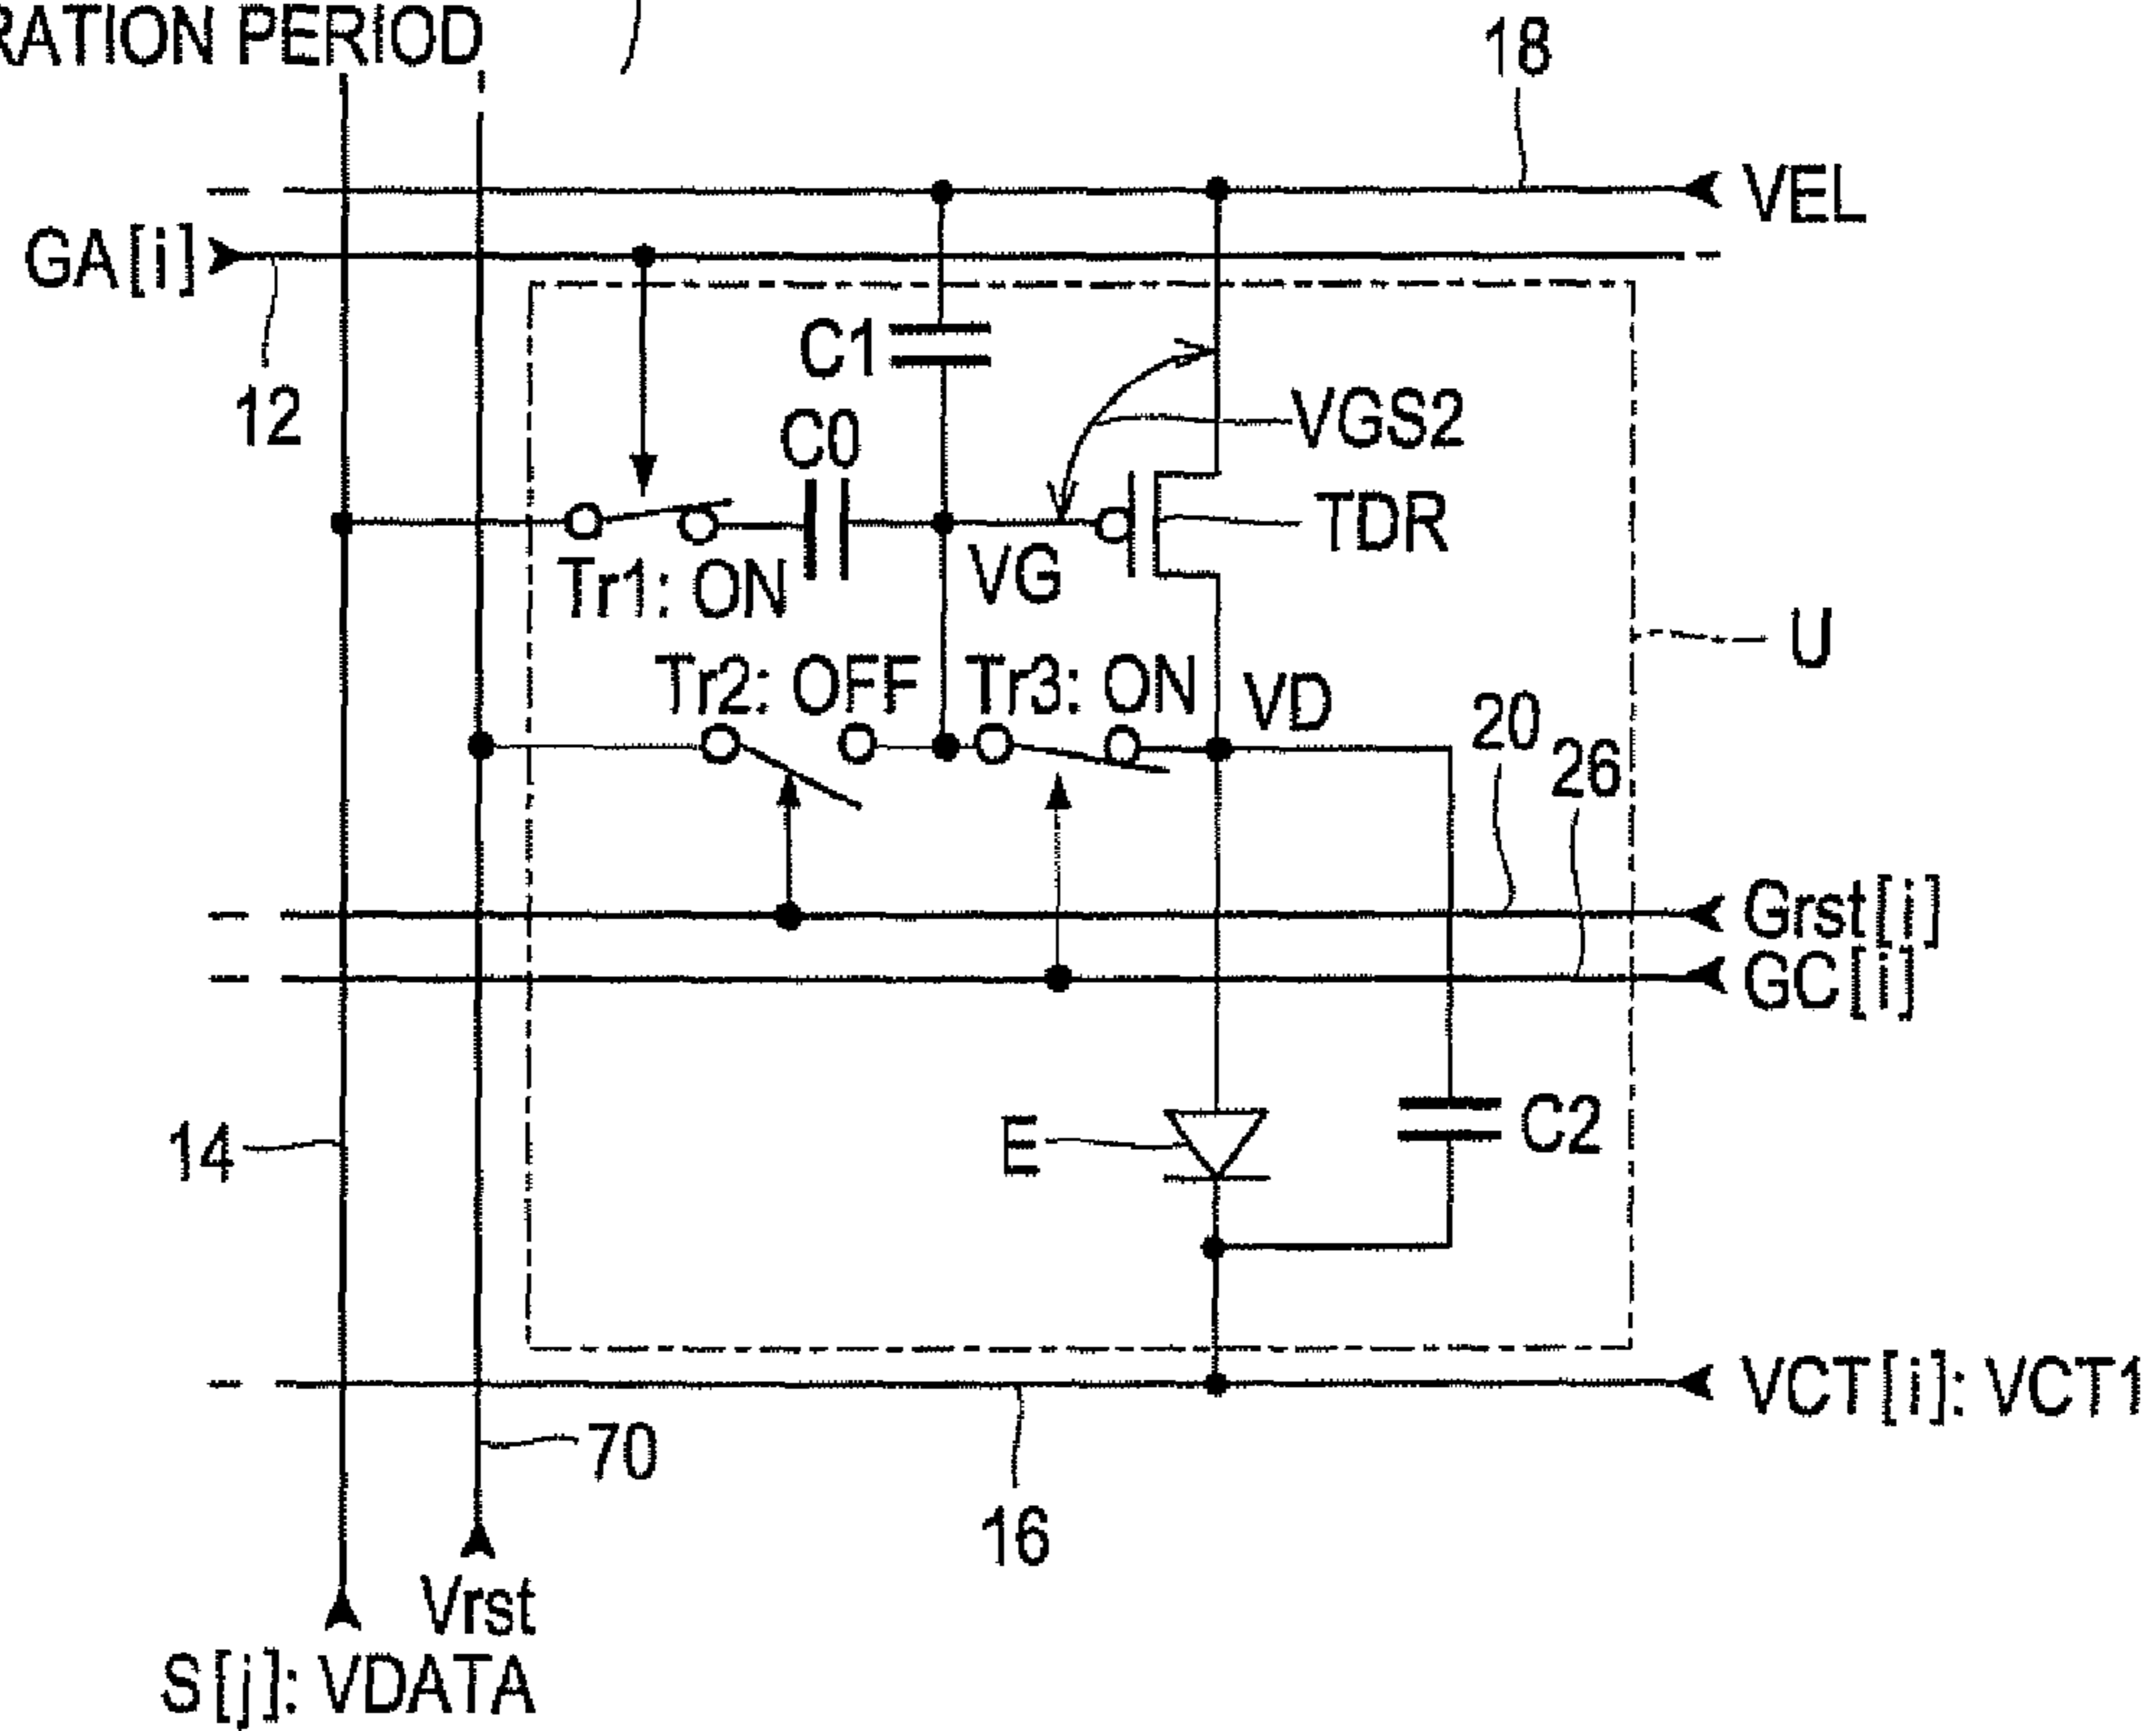 RATION PERIOD
18
VEL
GA[i]
12
C1
C0
VGS2
TDR
VG
Tr1: ON
U
Tr2: OFF
Tr3: ON
VD
20
26
Grst[i]
GC[i]
14
E
C2
VCT[i]: VCT1
70
16
Vrst
S[j]: VDATA